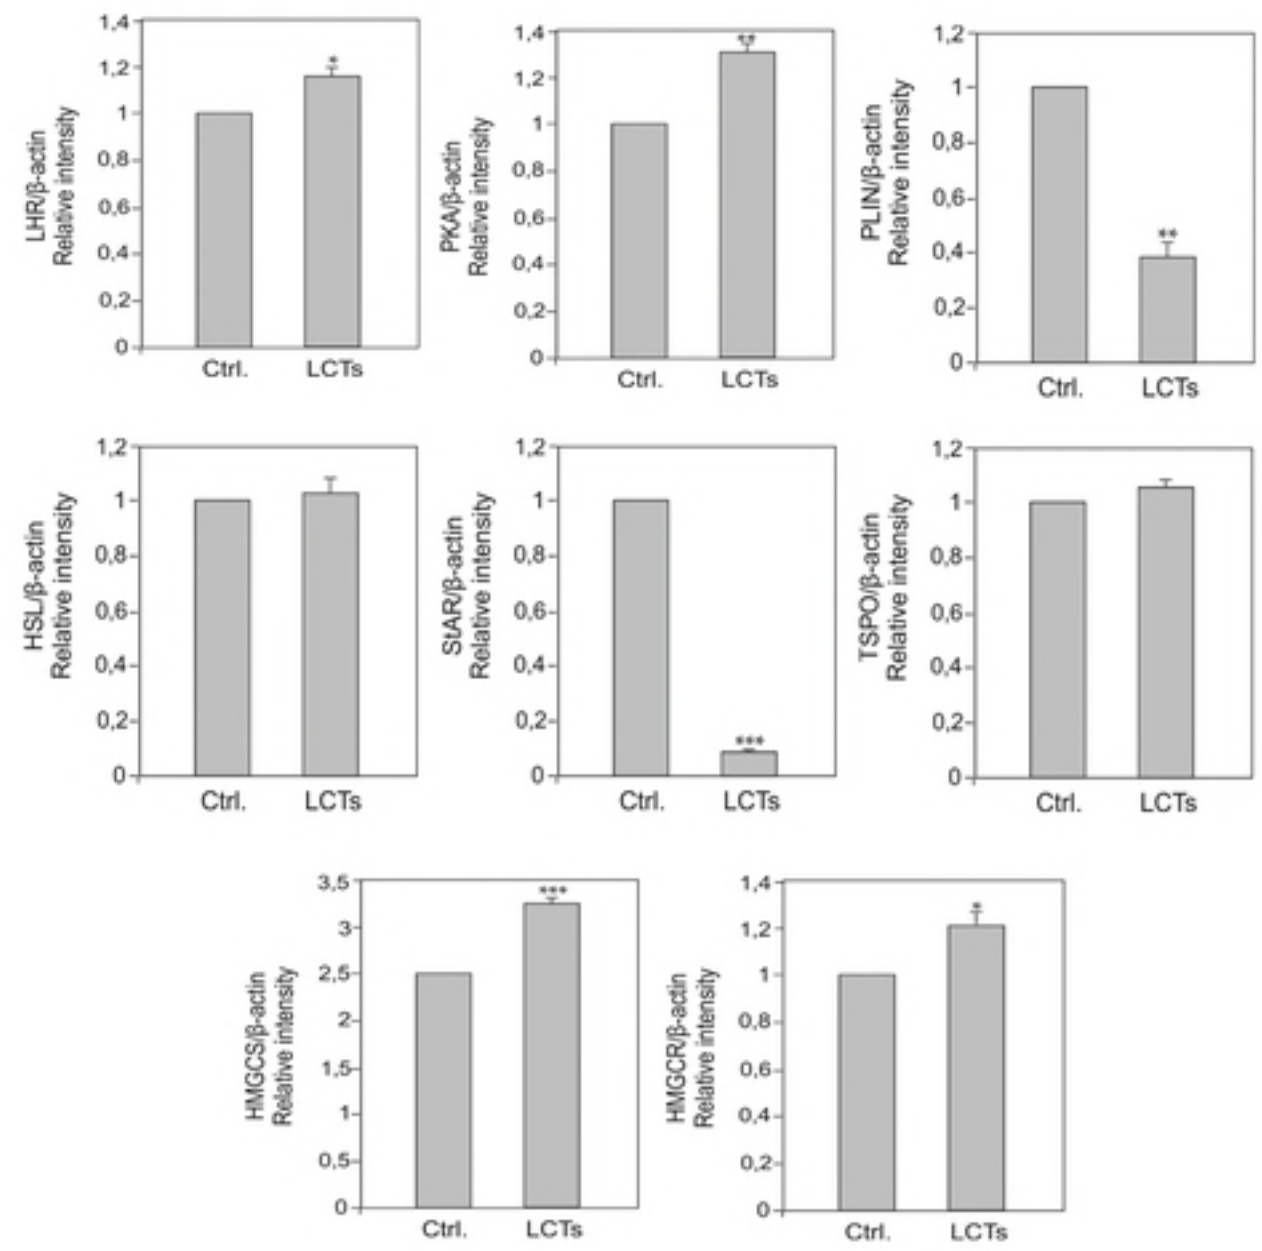 LHR/β-actin
Relative intensity
1,4
1,2
1
0,8
0,6
0,4
0,2
0
*
Ctrl.
LCTs
PKA/β-actin
Relative intensity
1,4
1,2
1
0,8
0,6
0,4
0,2
0
**
Ctrl.
LCTs
PLIN/β-actin
Relative intensity
1,2
1
0,8
0,6
0,4
0,2
0
**
Ctrl.
LCTs
HSL/β-actin
Relative intensity
1,2
1
0,8
0,6
0,4
0,2
0
Ctrl.
LCTs
StAR/β-actin
Relative intensity
1,2
1
0,8
0,6
0,4
0,2
0
***
Ctrl.
LCTs
TSPO/β-actin
Relative intensity
1,2
1
0,8
0,6
0,4
0,2
0
Ctrl.
LCTs
HMGCS/β-actin
Relative intensity
3,5
3
2,5
2
1,5
1
0,5
0
***
Ctrl.
LCTs
HMGCR/β-actin
Relative intensity
1,4
1,2
1
0,8
0,6
0,4
0,2
0
*
Ctrl.
LCTs